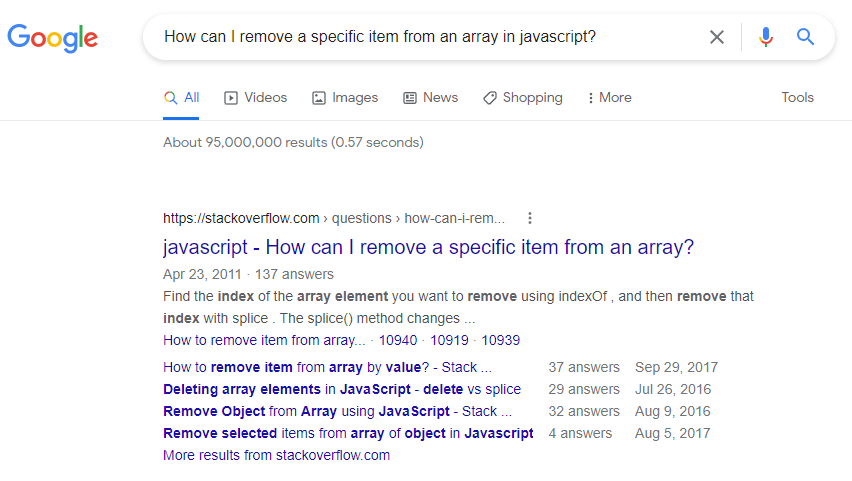 Google
How can I remove a specific item from an array in javascript?
All Videos Images News Shopping More Tools
About 95,000,000 results (0.57 seconds)
https://stackoverflow.com › questions › how-can-i-rem...
javascript - How can I remove a specific item from an array?
Apr 23, 2011 · 137 answers
Find the index of the array element you want to remove using indexOf , and then remove that
index with splice . The splice() method changes ...
How to remove item from array... · 10940 · 10919 · 10939
How to remove item from array by value? - Stack ... 37 answers Sep 29, 2017
Deleting array elements in JavaScript - delete vs splice 29 answers Jul 26, 2016
Remove Object from Array using JavaScript - Stack ... 32 answers Aug 9, 2016
Remove selected items from array of object in Javascript 4 answers Aug 5, 2017
More results from stackoverflow.com